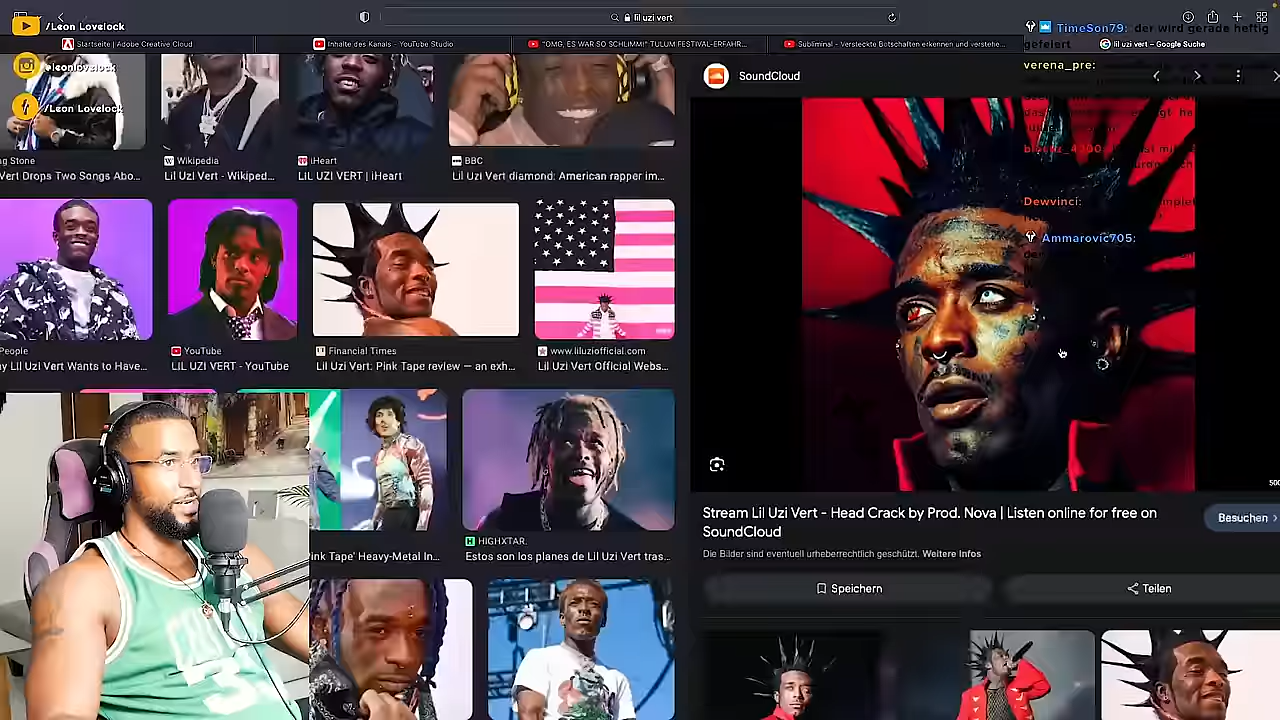 /Leon Lovelock
lil uzi vert
Startseite | Adobe Creative Cloud
Inhalte des Kanals - YouTube Studio
"OMG, ES WAR SO SCHLIMM!" TULUM FESTIVAL-ERFAHR...
Subliminal - Versteckte Botschaften erkennen und verstehe...
lil uzi vert – Google Suche
TimeSon79: der wird gerade heftig
gefeiert
@leonlovelock
/Leon Lovelock
verena_pre:
Dewvinci:
Ammarovic705:
SoundCloud
ng Stone
Vert Drops Two Songs Abo...
Wikipedia
Lil Uzi Vert - Wikiped...
iHeart
LIL UZI VERT | iHeart
BBC
Lil Uzi Vert diamond: American rapper im...
People
y Lil Uzi Vert Wants to Have...
YouTube
LIL UZI VERT - YouTube
Financial Times
Lil Uzi Vert: Pink Tape review — an exh...
www.liluziofficial.com
Lil Uzi Vert Official Webs...
ink Tape' Heavy-Metal In...
HIGHXTAR.
Estos son los planes de Lil Uzi Vert tras...
500
Stream Lil Uzi Vert - Head Crack by Prod. Nova | Listen online for free on
SoundCloud
Besuchen
Die Bilder sind eventuell urheberrechtlich geschützt. Weitere Infos
Speichern
Teilen